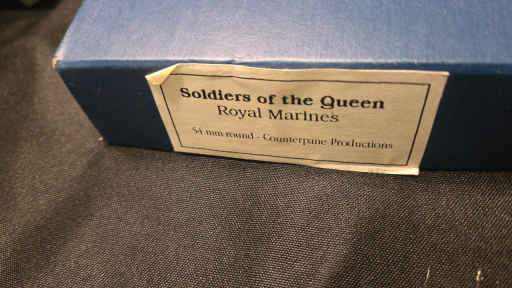 Soldiers of the Queen
Royal Marines
54 mm round - Counterpane Productions